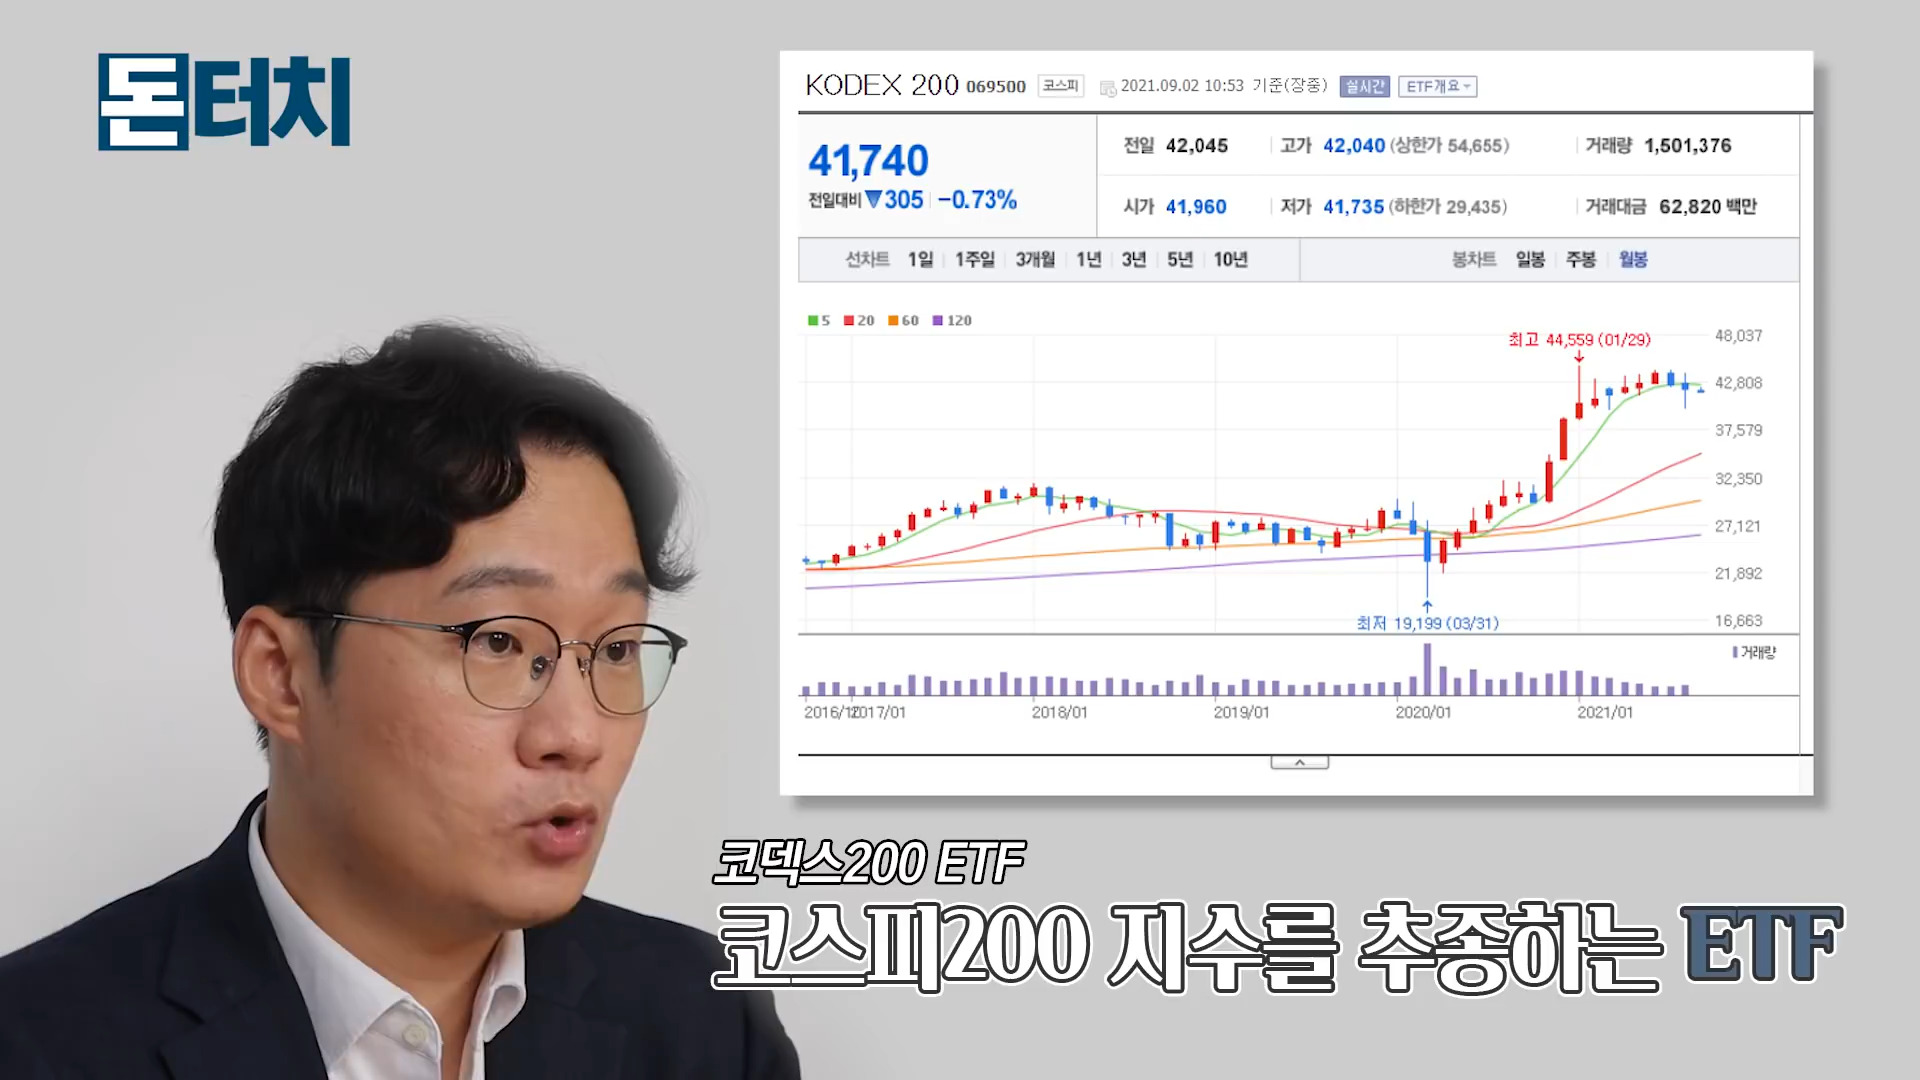 돈터치
KODEX 200 069500 코스피 2021.09.02 10:53 기준(장중) 실시간 ETF개요
41,740
전일대비 ▼305 -0.73%
전일 42,045 고가 42,040 (상한가 54,655) 거래량 1,501,376
시가 41,960 저가 41,735 (하한가 29,435) 거래대금 62,820 백만
선차트 1일 1주일 3개월 1년 3년 5년 10년 봉차트 일봉 주봉 월봉
5 20 60 120
최고 44,559 (01/29)
48,037
42,808
37,579
32,350
27,121
21,892
16,663
최저 19,199 (03/31)
거래량
2016/12 2017/01 2018/01 2019/01 2020/01 2021/01
코덱스200 ETF
코스피200 지수를 추종하는 ETF